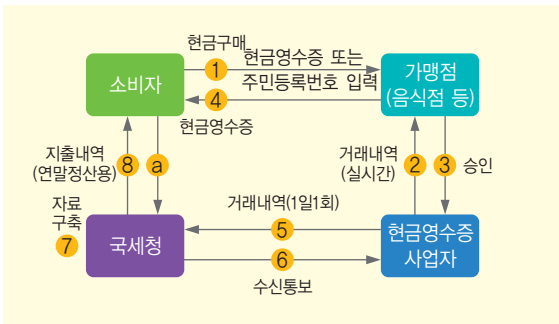 현금구매
현금영수증 또는
1
주민등록번호 입력
소비자
가맹점
(음식점 등)
4
현금영수증
지출내역
(연말정산용)
8
a
거래내역
(실시간)
2
3
승인
자료
구축
7
국세청
거래내역(1일1회)
5
6
수신통보
현금영수증
사업자